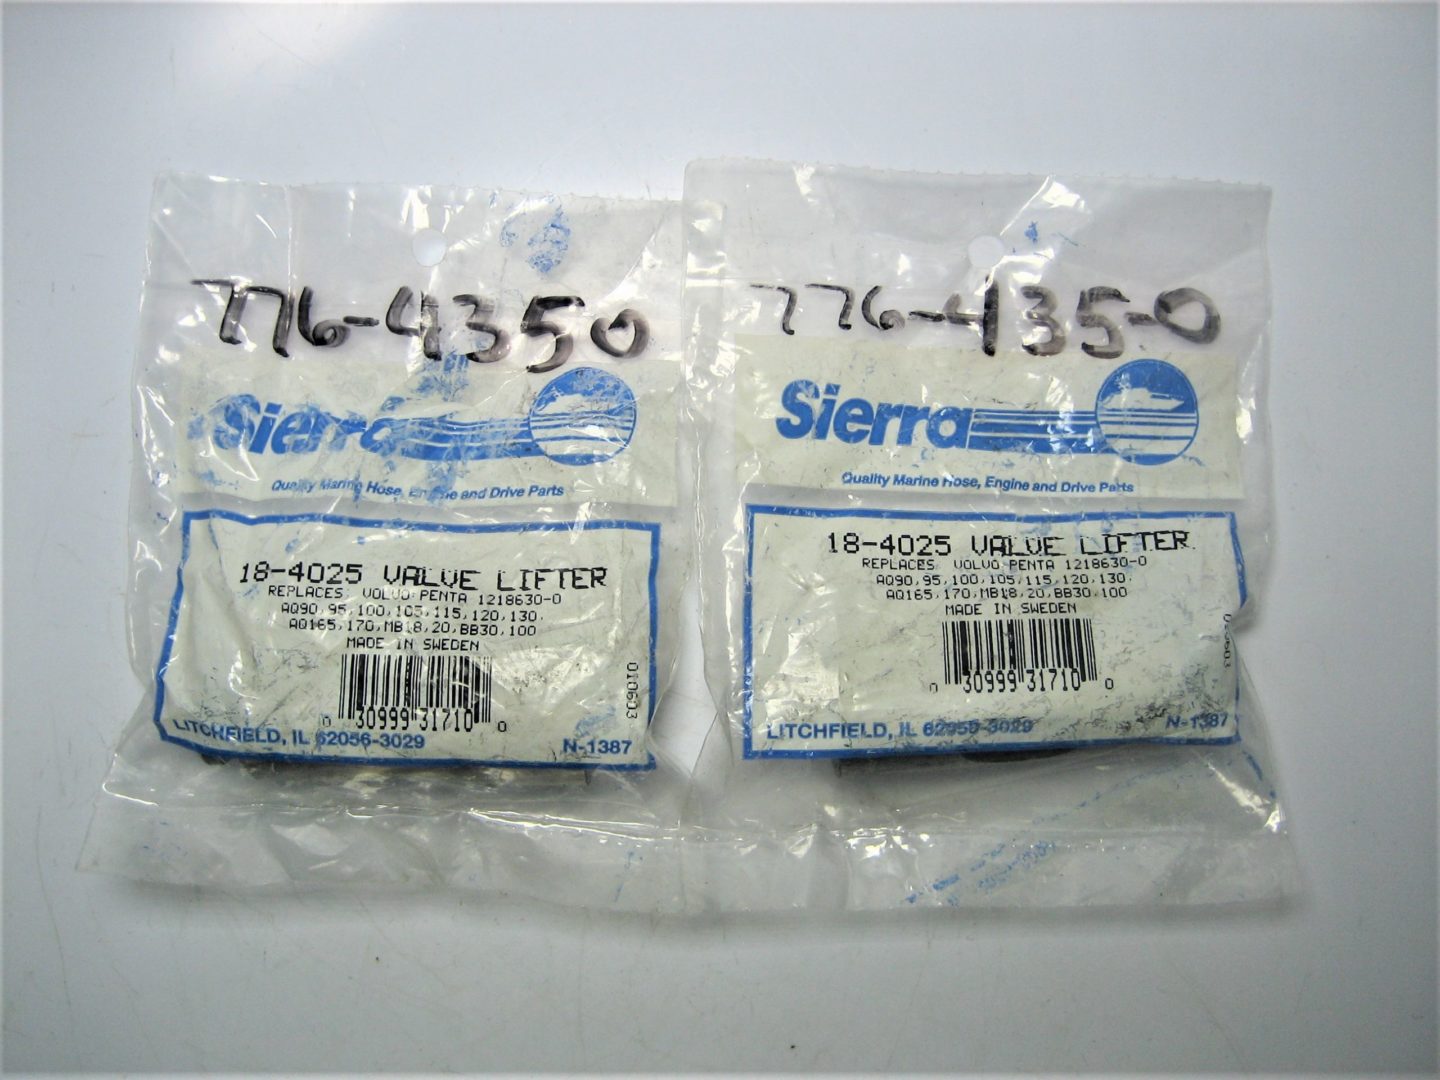 776-4350
Sierra
Quality Marine Hose, Engine and Drive Parts
18-4025 VALVE LIFTER
REPLACES: VOLVO PENTA 1218630-0
AQ90,95,100,105,115,120,130,
AQ165,170,MB18,20,BB30,100
MADE IN SWEDEN
0 30999 31710 0
010603
LITCHFIELD, IL 62056-3029
N-1387
776-435-0
Sierra
Quality Marine Hose, Engine and Drive Parts
18-4025 VALVE LIFTER
REPLACES: VOLVO PENTA 1218630-0
AQ90,95,100,105,115,120,130,
AQ165,170,MB18,20,BB30,100
MADE IN SWEDEN
0 30999 31710 0
LITCHFIELD, IL 62056-3029
N-1387